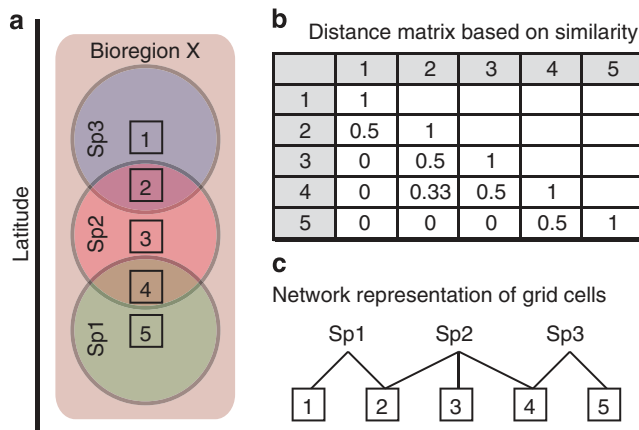 a
Bioregion X
Latitude
Sp3
1
2
Sp2
3
4
Sp1
5
b
Distance matrix based on similarity
1 2 3 4 5
1 1
2 0.5 1
3 0 0.5 1
4 0 0.33 0.5 1
5 0 0 0 0.5 1
c
Network representation of grid cells
Sp1 Sp2 Sp3
1 2 3 4 5